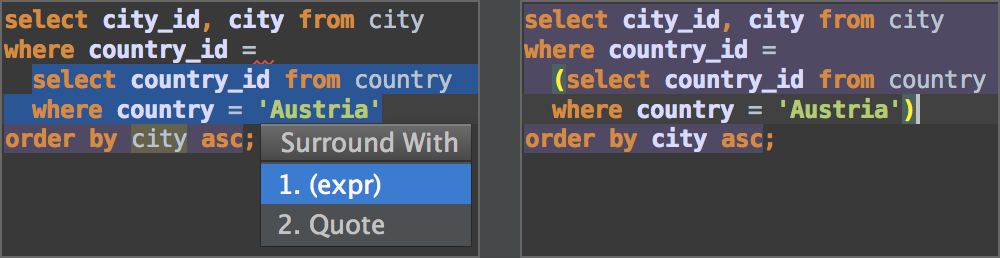 select city_id, city from city
where country_id =
select country_id from country
where country = 'Austria'
order by city asc;
Surround With
1. (expr)
2. Quote
select city_id, city from city
where country_id =
(select country_id from country
where country = 'Austria')
order by city asc;